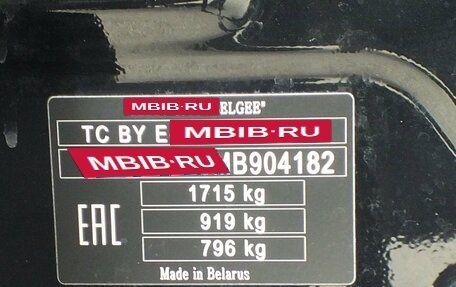 MBIB·RU ELGEE®
TC BY E MBIB·RU
MBIB·RU MB904182
1715 kg
919 kg
EAC
796 kg
Made in Belarus